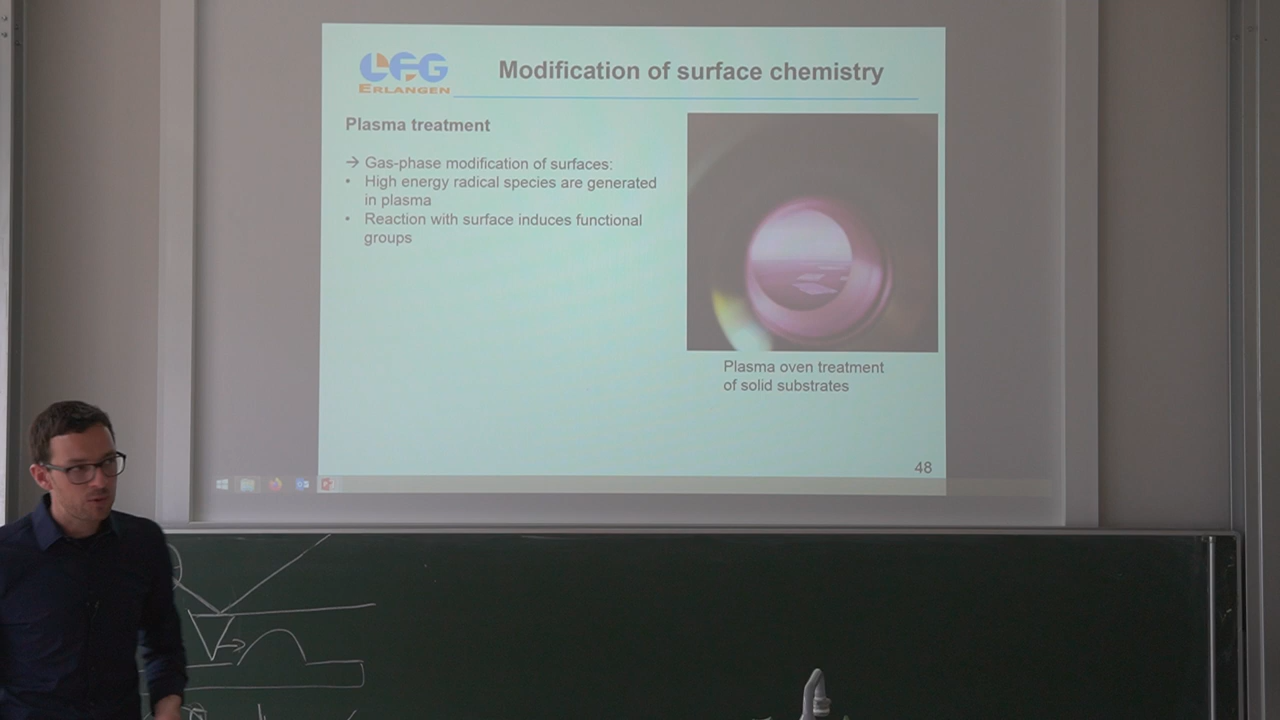 LFG
ERLANGEN
Modification of surface chemistry
Plasma treatment
→ Gas-phase modification of surfaces:
• High energy radical species are generated
in plasma
• Reaction with surface induces functional
groups
Plasma oven treatment
of solid substrates
48